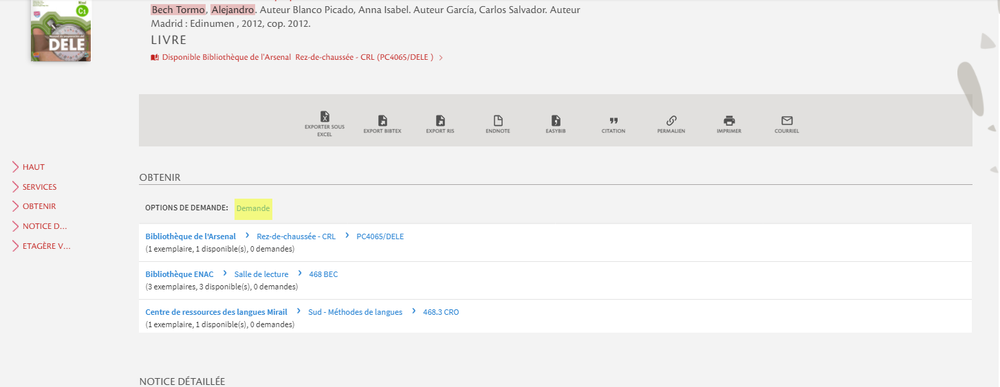 Nivel
C1
DELE
Bech Tormo, Alejandro. Auteur Blanco Picado, Anna Isabel. Auteur García, Carlos Salvador. Auteur
Madrid : Edinumen , 2012, cop. 2012.
LIVRE
Disponible Bibliothèque de l'Arsenal Rez-de-chaussée - CRL (PC4065/DELE )
EXPORTER SOUS
EXCEL
EXPORT BIBTEX
EXPORT RIS
ENDNOTE
EASYBIB
CITATION
PERMALIEN
IMPRIMER
COURRIEL
HAUT
SERVICES
OBTENIR
NOTICE D...
ETAGÈRE V...
OBTENIR
OPTIONS DE DEMANDE: Demande
Bibliothèque de l'Arsenal Rez-de-chaussée - CRL PC4065/DELE
(1 exemplaire, 1 disponible(s), 0 demandes)
Bibliothèque ENAC Salle de lecture 468 BEC
(3 exemplaires, 3 disponible(s), 0 demandes)
Centre de ressources des langues Mirail Sud - Méthodes de langues 468.3 CRO
(1 exemplaire, 1 disponible(s), 0 demandes)
NOTICE DÉTAILLÉE